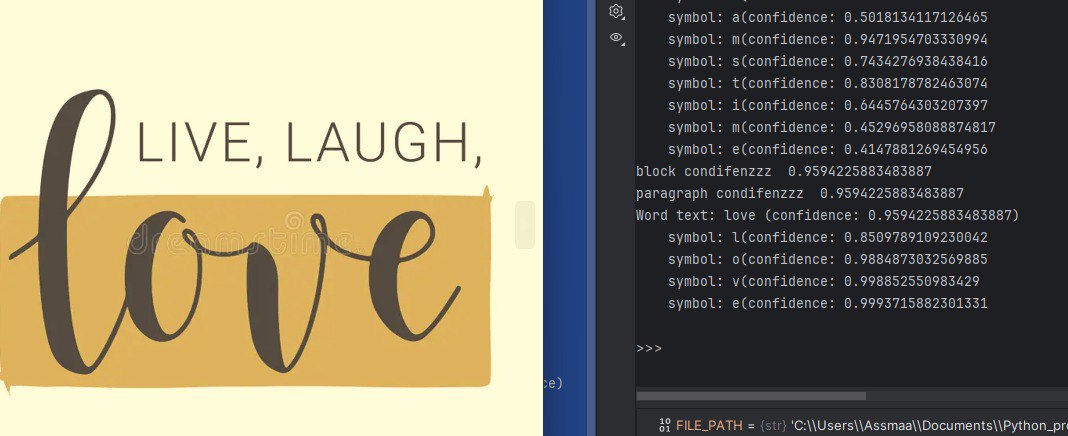 LIVE, LAUGH,
love
dreamstime
symbol: a(confidence: 0.5018134117126465
symbol: m(confidence: 0.9471954703330994
symbol: s(confidence: 0.7434276938438416
symbol: t(confidence: 0.8308178782463074
symbol: i(confidence: 0.6445764303207397
symbol: m(confidence: 0.45296958088874817
symbol: e(confidence: 0.4147881269454956
block condifenzzz  0.9594225883483887
paragraph condifenzzz  0.9594225883483887
Word text: love (confidence: 0.9594225883483887)
symbol: l(confidence: 0.8509789109230042
symbol: o(confidence: 0.9884873032569885
symbol: v(confidence: 0.998852550983429
symbol: e(confidence: 0.9993715882301331
>>>
ce)
10
01 FILE_PATH = {str} 'C:\\Users\\Assmaa\\Documents\\Python_pr